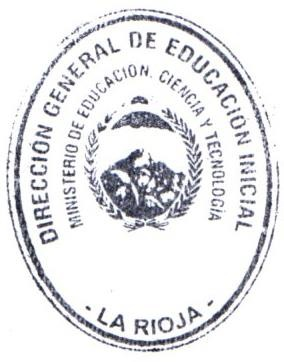 DIRECCIÓN GENERAL DE EDUCACIÓN INICIAL
MINISTERIO DE EDUCACIÓN, CIENCIA Y TECNOLOGÍA
- LA RIOJA -